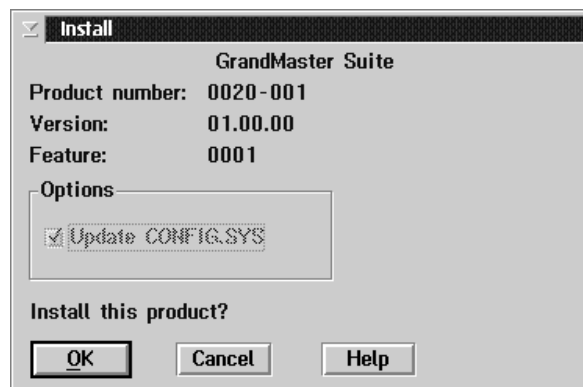 Install
GrandMaster Suite
Product number: 0020-001
Version: 01.00.00
Feature: 0001
Options
Update CONFIG.SYS
Install this product?
OK Cancel Help